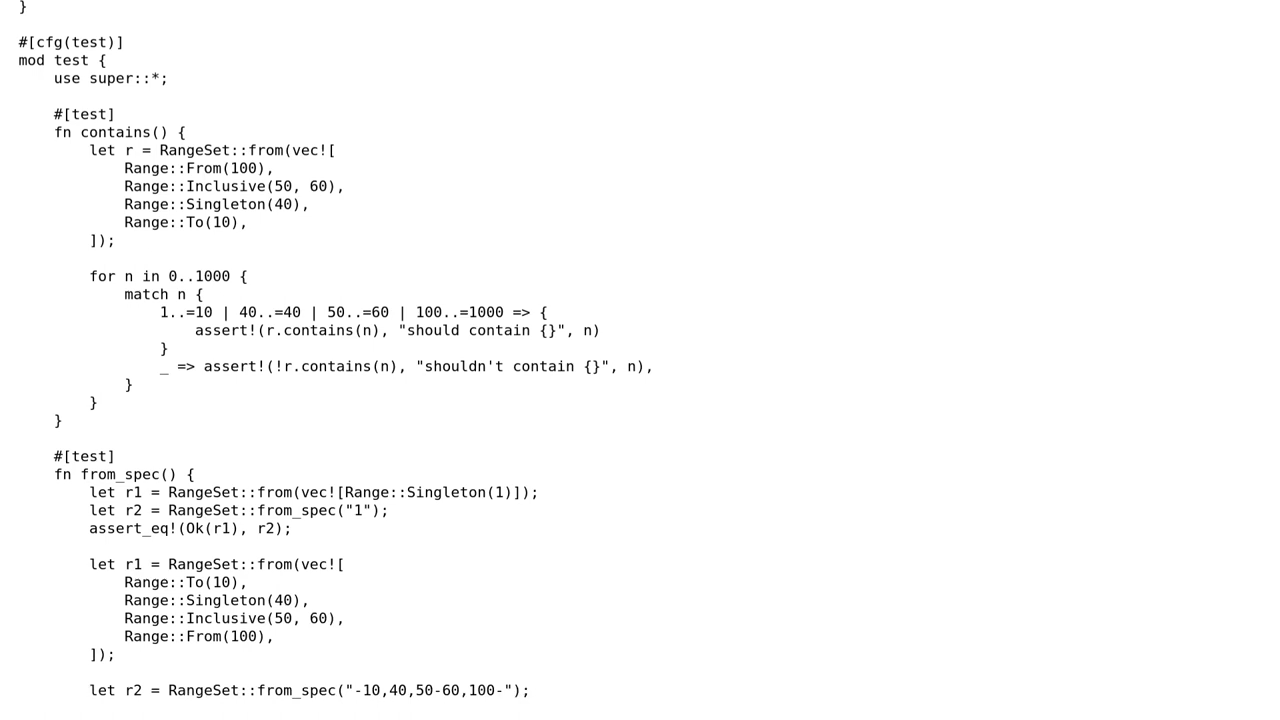 }

#[cfg(test)]
mod test {
    use super::*;

    #[test]
    fn contains() {
        let r = RangeSet::from(vec![
            Range::From(100),
            Range::Inclusive(50, 60),
            Range::Singleton(40),
            Range::To(10),
        ]);

        for n in 0..1000 {
            match n {
                1..=10 | 40..=40 | 50..=60 | 100..=1000 => {
                    assert!(r.contains(n), "should contain {}", n)
                }
                _ => assert!(!r.contains(n), "shouldn't contain {}", n),
            }
        }
    }

    #[test]
    fn from_spec() {
        let r1 = RangeSet::from(vec![Range::Singleton(1)]);
        let r2 = RangeSet::from_spec("1");
        assert_eq!(Ok(r1), r2);

        let r1 = RangeSet::from(vec![
            Range::To(10),
            Range::Singleton(40),
            Range::Inclusive(50, 60),
            Range::From(100),
        ]);

        let r2 = RangeSet::from_spec("-10,40,50-60,100-");